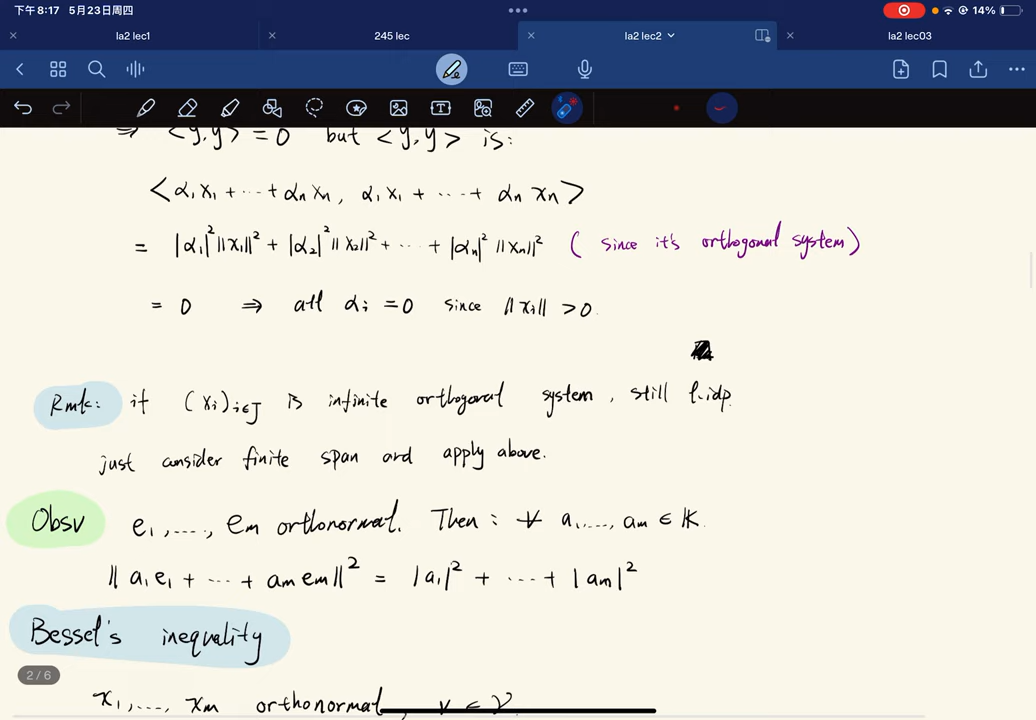 下午8:17 5月23日周四
14%
la2 lec1
245 lec
la2 lec2
la2 lec03
⇒ <y,y> = 0 but <y,y> is:
<α₁x₁ + ⋯ + αₙxₙ, α₁x₁ + ⋯ + αₙxₙ>
= |α₁|²||x₁||² + |α₂|²||x₂||² + ⋯ + |αₙ|²||xₙ||² (since it's orthogonal system)
= 0 ⇒ all αᵢ = 0 since ||xᵢ|| > 0.
Rmk: if (xᵢ)ᵢ∈J is infinite orthogonal system, still l.idp.
just consider finite span and apply above.
Obsv e₁,...., em orthonormal. Then: ∀ a₁...., am ∈ K.
||a₁e₁ + ⋯ + am em||² = |a₁|² + ⋯ + |am|²
Bessel's inequality
2 / 6
x₁,..., xm orthonormal, v ∈ V.